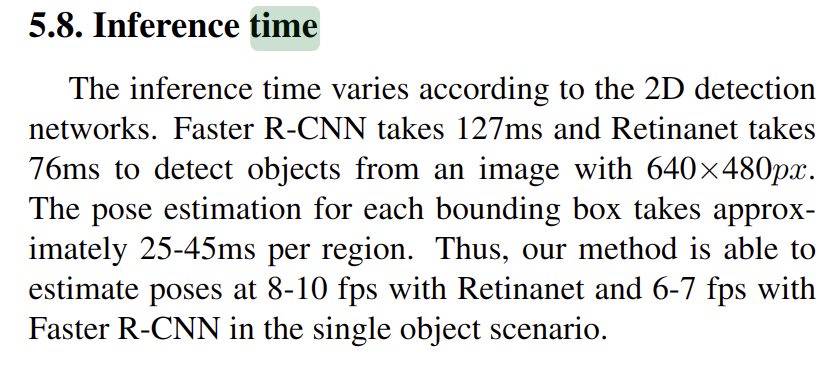 5.8. Inference time
The inference time varies according to the 2D detection
networks. Faster R-CNN takes 127ms and Retinanet takes
76ms to detect objects from an image with 640×480px.
The pose estimation for each bounding box takes approx-
imately 25-45ms per region. Thus, our method is able to
estimate poses at 8-10 fps with Retinanet and 6-7 fps with
Faster R-CNN in the single object scenario.